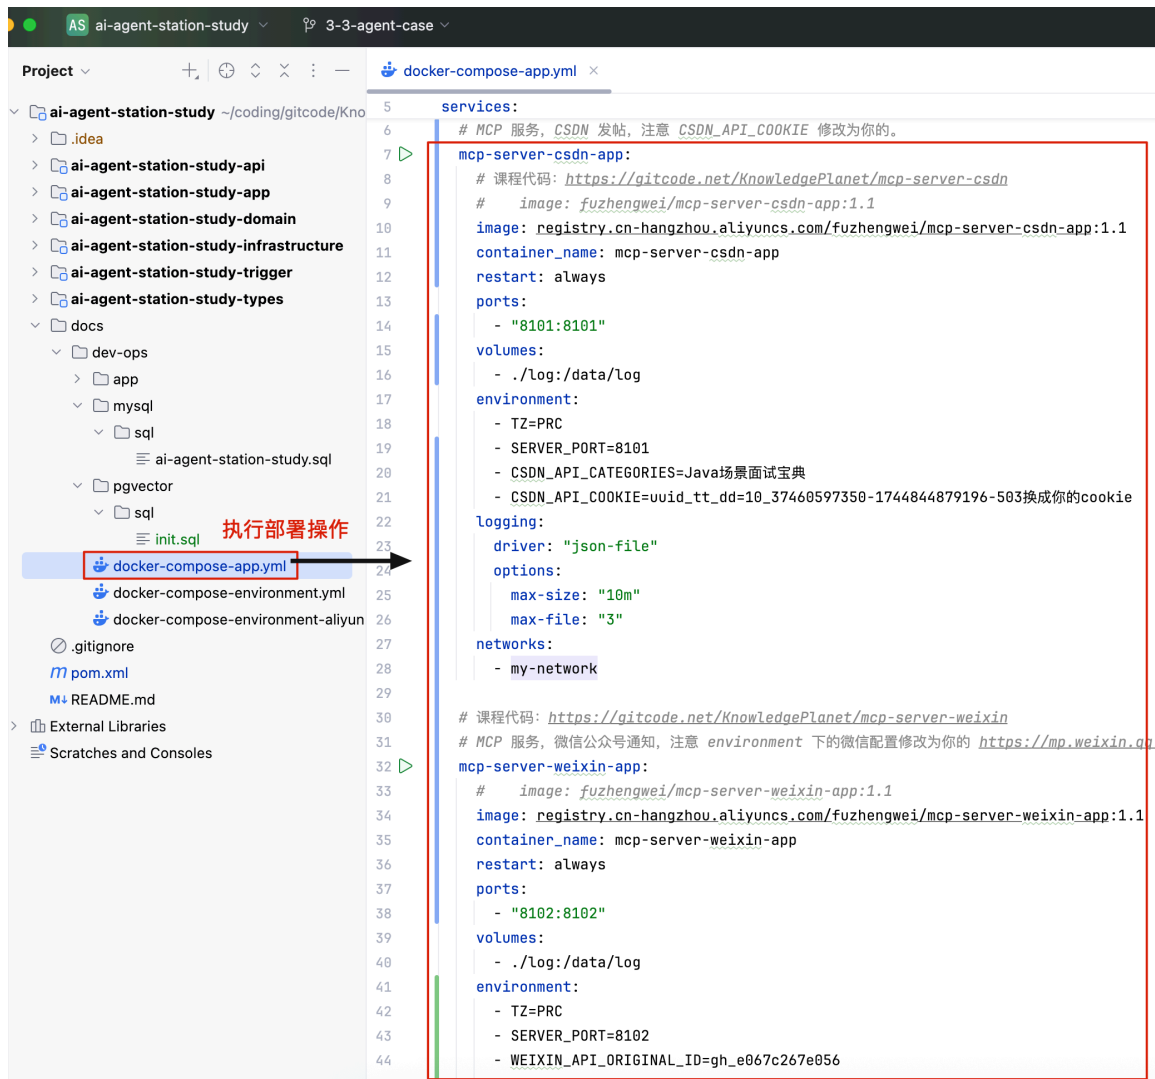 AS ai-agent-station-study 3-3-agent-case
Project
docker-compose-app.yml
ai-agent-station-study ~/coding/gitcode/Kno
.idea
ai-agent-station-study-api
ai-agent-station-study-app
ai-agent-station-study-domain
ai-agent-station-study-infrastructure
ai-agent-station-study-trigger
ai-agent-station-study-types
docs
dev-ops
app
mysql
sql
ai-agent-station-study.sql
pgvector
sql
init.sql
执行部署操作
docker-compose-app.yml
docker-compose-environment.yml
docker-compose-environment-aliyun
.gitignore
m pom.xml
M↓ README.md
External Libraries
Scratches and Consoles
5 services:
6 # MCP 服务，CSDN 发帖，注意 CSDN_API_COOKIE 修改为你的。
7 mcp-server-csdn-app:
8 # 课程代码：https://gitcode.net/KnowledgePlanet/mcp-server-csdn
9 # image: fuzhengwei/mcp-server-csdn-app:1.1
10 image: registry.cn-hangzhou.aliyuncs.com/fuzhengwei/mcp-server-csdn-app:1.1
11 container_name: mcp-server-csdn-app
12 restart: always
13 ports:
14 - "8101:8101"
15 volumes:
16 - ./log:/data/log
17 environment:
18 - TZ=PRC
19 - SERVER_PORT=8101
20 - CSDN_API_CATEGORIES=Java场景面试宝典
21 - CSDN_API_COOKIE=uuid_tt_dd=10_37460597350-1744844879196-503换成你的cookie
22 logging:
23 driver: "json-file"
24 options:
25 max-size: "10m"
26 max-file: "3"
27 networks:
28 - my-network
29
30 # 课程代码：https://gitcode.net/KnowledgePlanet/mcp-server-weixin
31 # MCP 服务，微信公众号通知，注意 environment 下的微信配置修改为你的 https://mp.weixin.qq
32 mcp-server-weixin-app:
33 # image: fuzhengwei/mcp-server-weixin-app:1.1
34 image: registry.cn-hangzhou.aliyuncs.com/fuzhengwei/mcp-server-weixin-app:1.1
35 container_name: mcp-server-weixin-app
36 restart: always
37 ports:
38 - "8102:8102"
39 volumes:
40 - ./log:/data/log
41 environment:
42 - TZ=PRC
43 - SERVER_PORT=8102
44 - WEIXIN_API_ORIGINAL_ID=gh_e067c267e056